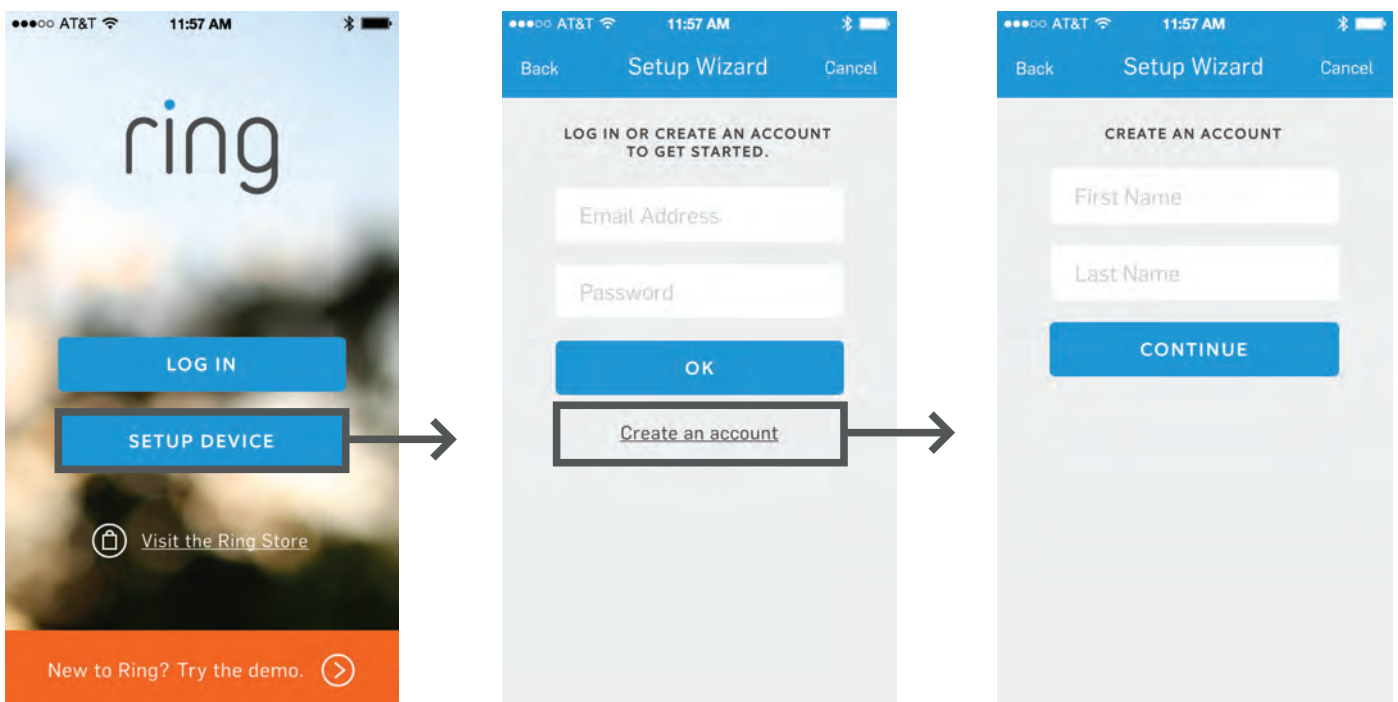 AT&T 11:57 AM
ring
LOG IN
SETUP DEVICE
Visit the Ring Store
New to Ring? Try the demo.
AT&T 11:57 AM
Back Setup Wizard Cancel
LOG IN OR CREATE AN ACCOUNT
TO GET STARTED.
Email Address
Password
OK
Create an account
AT&T 11:57 AM
Back Setup Wizard Cancel
CREATE AN ACCOUNT
First Name
Last Name
CONTINUE